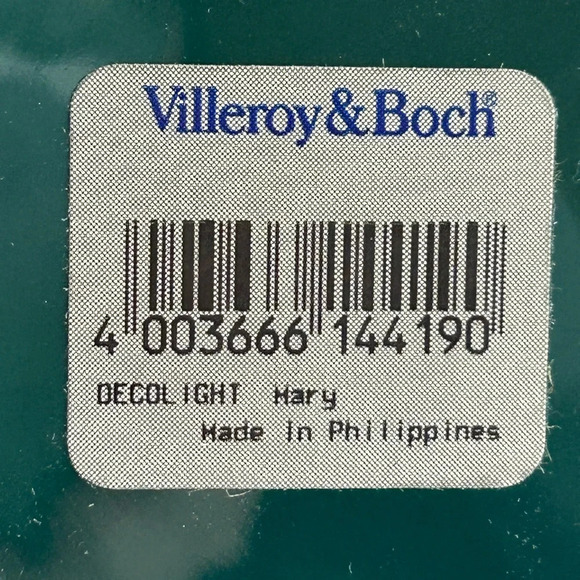 Villeroy&Boch®
4 003666 144190
DECOLIGHT Mary
Made in Philippines